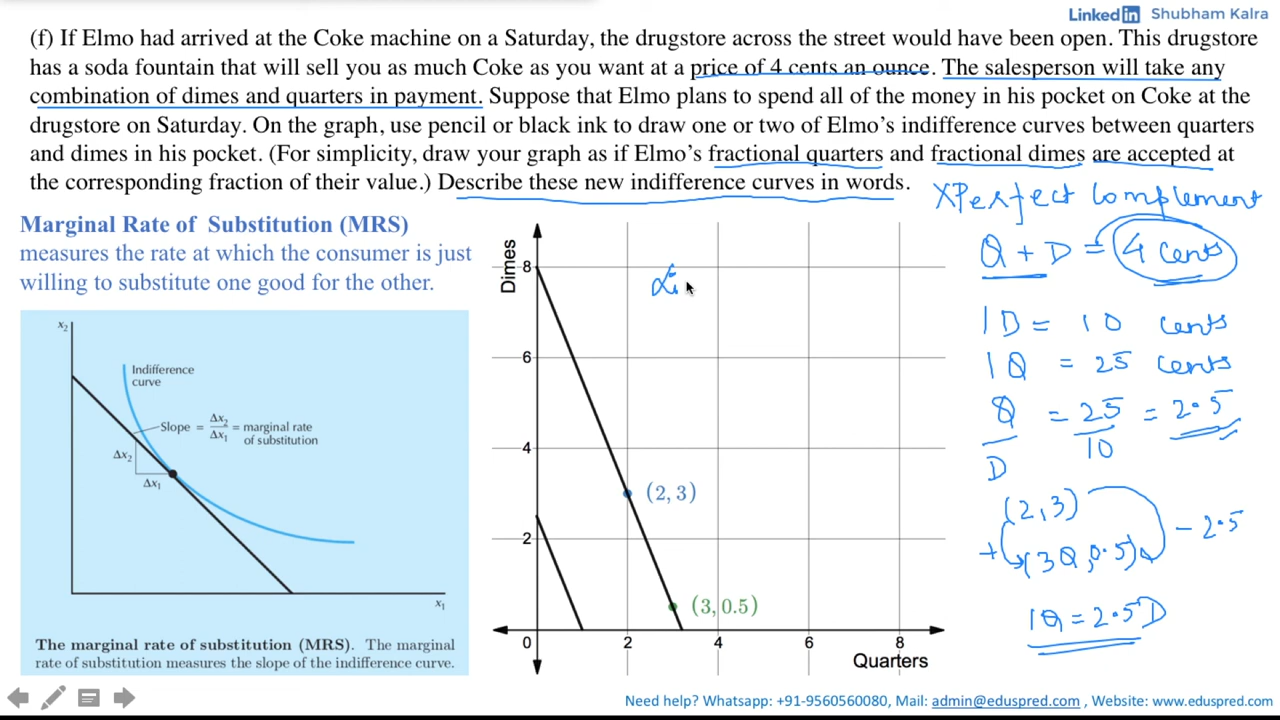 Linked in Shubham Kalra
(f) If Elmo had arrived at the Coke machine on a Saturday, the drugstore across the street would have been open. This drugstore
has a soda fountain that will sell you as much Coke as you want at a price of 4 cents an ounce. The salesperson will take any
combination of dimes and quarters in payment. Suppose that Elmo plans to spend all of the money in his pocket on Coke at the
drugstore on Saturday. On the graph, use pencil or black ink to draw one or two of Elmo's indifference curves between quarters
and dimes in his pocket. (For simplicity, draw your graph as if Elmo's fractional quarters and fractional dimes are accepted at
the corresponding fraction of their value.) Describe these new indifference curves in words.
Marginal Rate of Substitution (MRS)
measures the rate at which the consumer is just
willing to substitute one good for the other.
x₂
Indifference
curve
Slope = Δx₂/Δx₁ = marginal rate
of substitution
Δx₂
Δx₁
x₁
The marginal rate of substitution (MRS). The marginal
rate of substitution measures the slope of the indifference curve.
Dimes
8
6
4
2
0
2
4
6
8
Quarters
(2, 3)
(3, 0.5)
Li
XPerfect Complement
Q + D = 4 cents
1D = 10 cents
1Q = 25 cents
Q/D = 25/10 = 2.5
(2,3)
+ (3Q, 0.5) - 2.5
1Q = 2.5D
Need help? Whatsapp: +91-9560560080, Mail: admin@eduspred.com , Website: www.eduspred.com